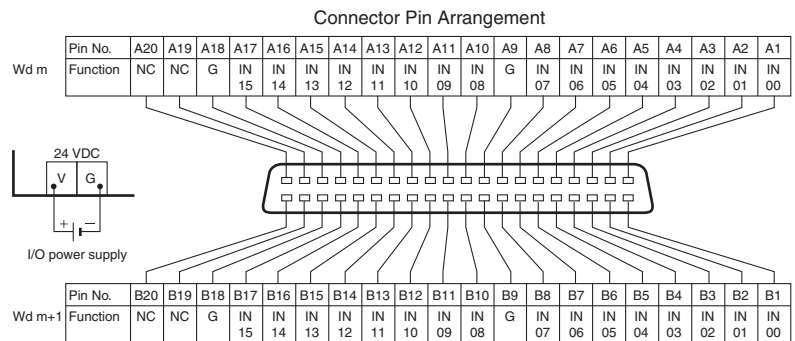 Connector Pin Arrangement
Pin No. A20 A19 A18 A17 A16 A15 A14 A13 A12 A11 A10 A9 A8 A7 A6 A5 A4 A3 A2 A1
Wd m Function NC NC G IN 15 IN 14 IN 13 IN 12 IN 11 IN 10 IN 09 IN 08 G IN 07 IN 06 IN 05 IN 04 IN 03 IN 02 IN 01 IN 00
24 VDC
V G
+ −
I/O power supply
Pin No. B20 B19 B18 B17 B16 B15 B14 B13 B12 B11 B10 B9 B8 B7 B6 B5 B4 B3 B2 B1
Wd m+1 Function NC NC G IN 15 IN 14 IN 13 IN 12 IN 11 IN 10 IN 09 IN 08 G IN 07 IN 06 IN 05 IN 04 IN 03 IN 02 IN 01 IN 00